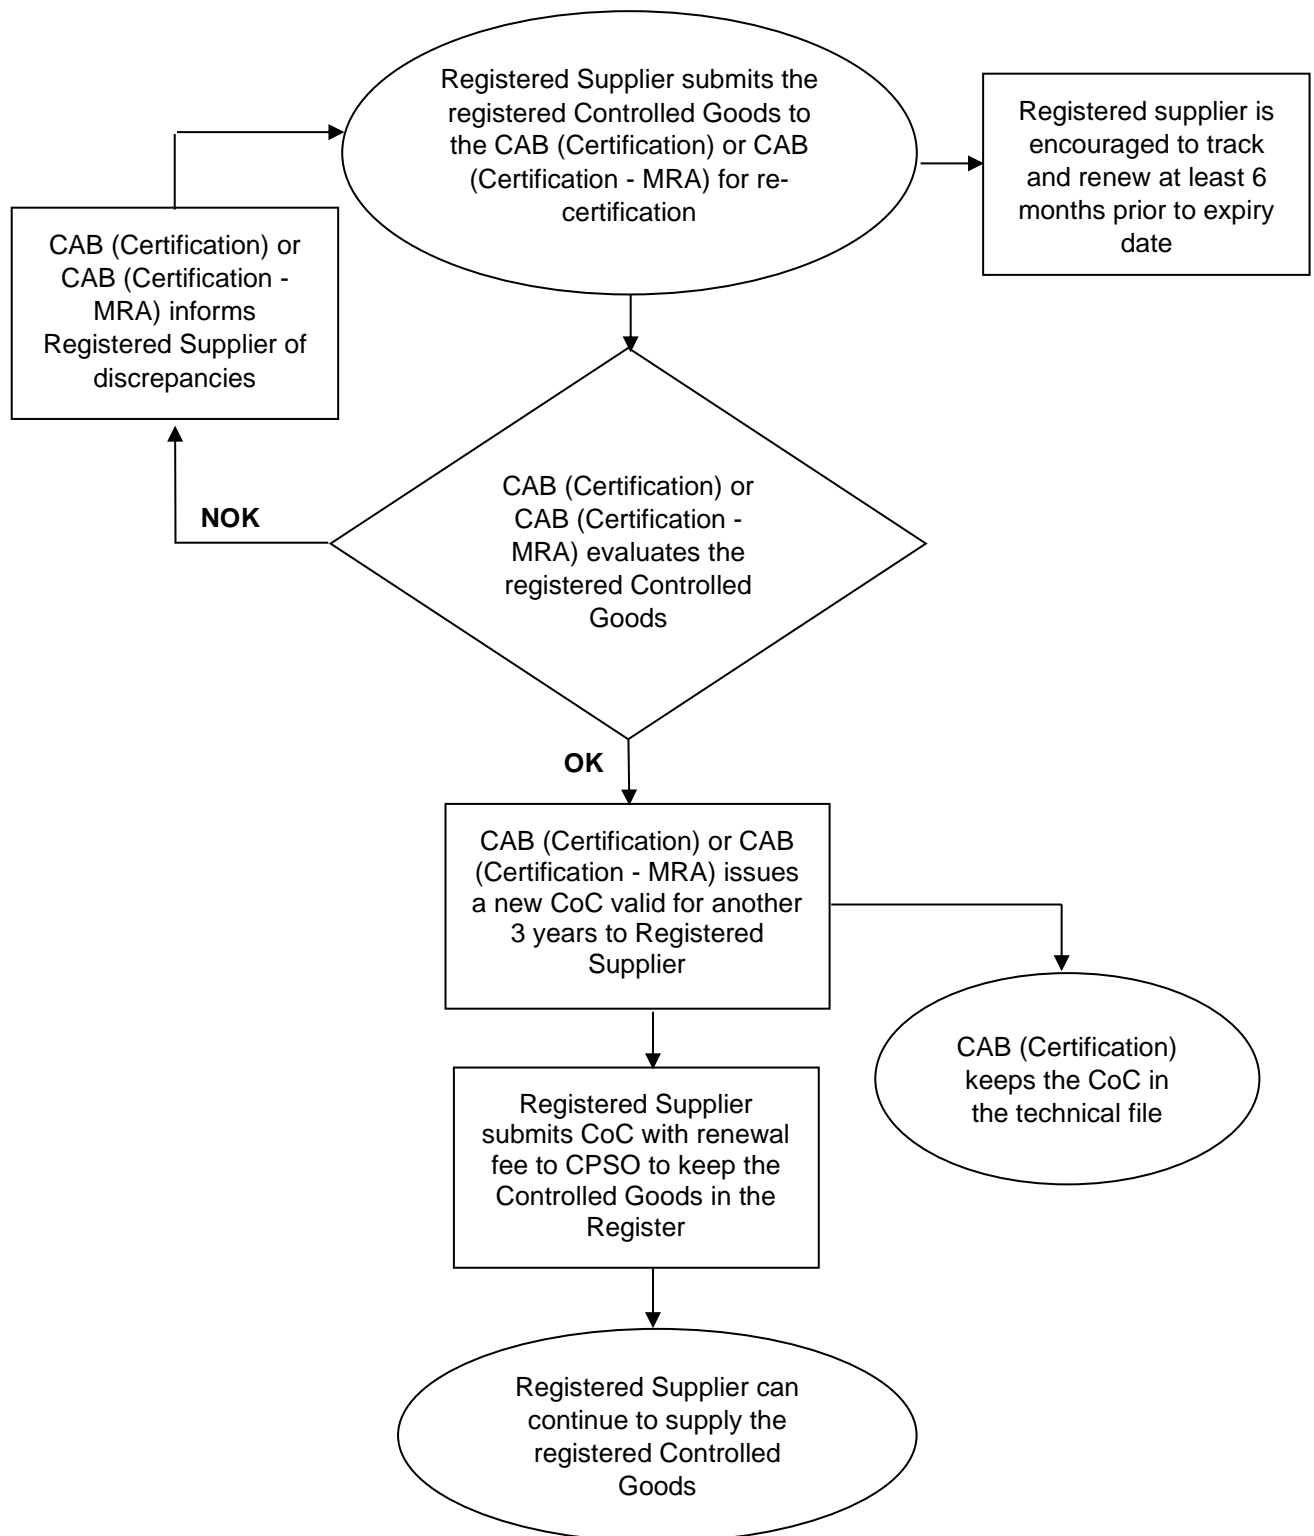 Registered Supplier submits the
registered Controlled Goods to
the CAB (Certification) or CAB
(Certification - MRA) for re-
certification
Registered supplier is
encouraged to track
and renew at least 6
months prior to expiry
date
CAB (Certification) or
CAB (Certification -
MRA) informs
Registered Supplier of
discrepancies
NOK
CAB (Certification) or
CAB (Certification -
MRA) evaluates the
registered Controlled
Goods
OK
CAB (Certification) or CAB
(Certification - MRA) issues
a new CoC valid for another
3 years to Registered
Supplier
CAB (Certification)
keeps the CoC in
the technical file
Registered Supplier
submits CoC with renewal
fee to CPSO to keep the
Controlled Goods in the
Register
Registered Supplier can
continue to supply the
registered Controlled
Goods